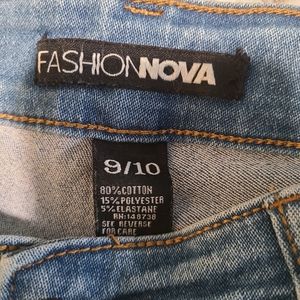 FASHIONNOVA
9/10
80%COTTON
15%POLYESTER
5%ELASTANE
RN:148738
SEE REVERSE
FOR CARE